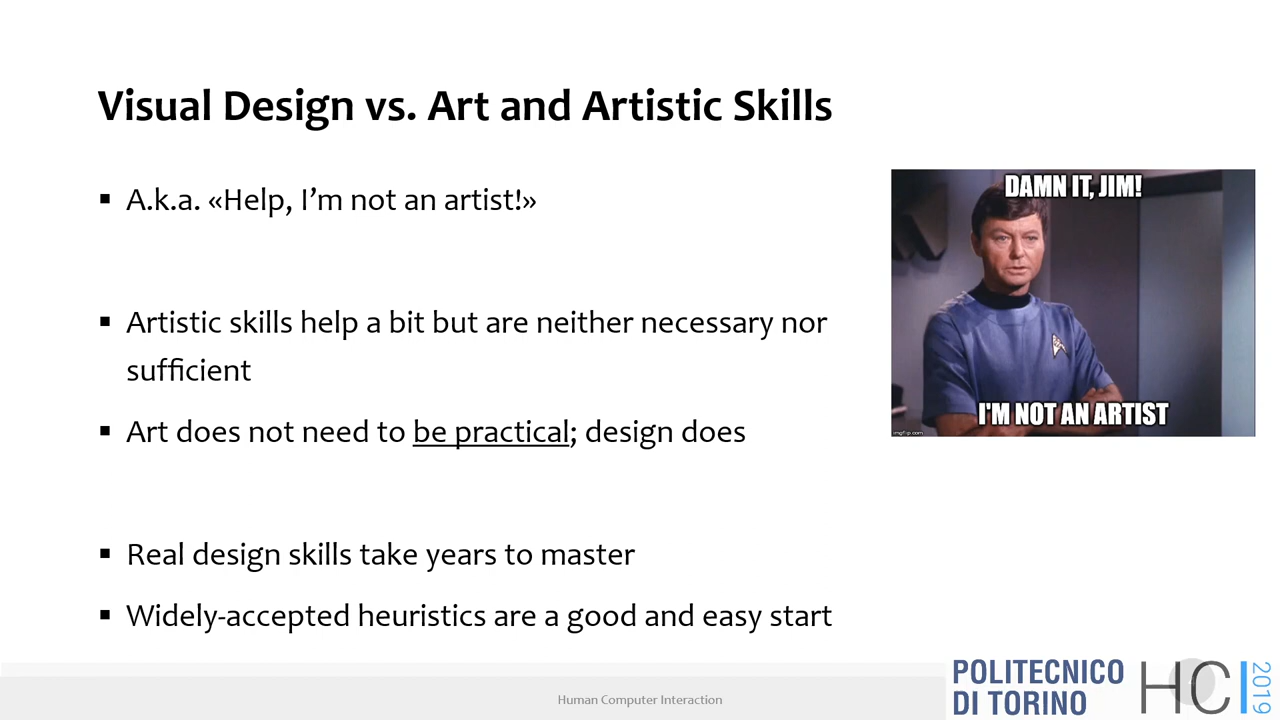 Visual Design vs. Art and Artistic Skills
▪ A.k.a. «Help, I’m not an artist!»
▪ Artistic skills help a bit but are neither necessary nor
sufficient
▪ Art does not need to be practical; design does
▪ Real design skills take years to master
▪ Widely-accepted heuristics are a good and easy start
DAMN IT, JIM!
I'M NOT AN ARTIST
imgflip.com
Human Computer Interaction
POLITECNICO
DI TORINO
HCI
2019